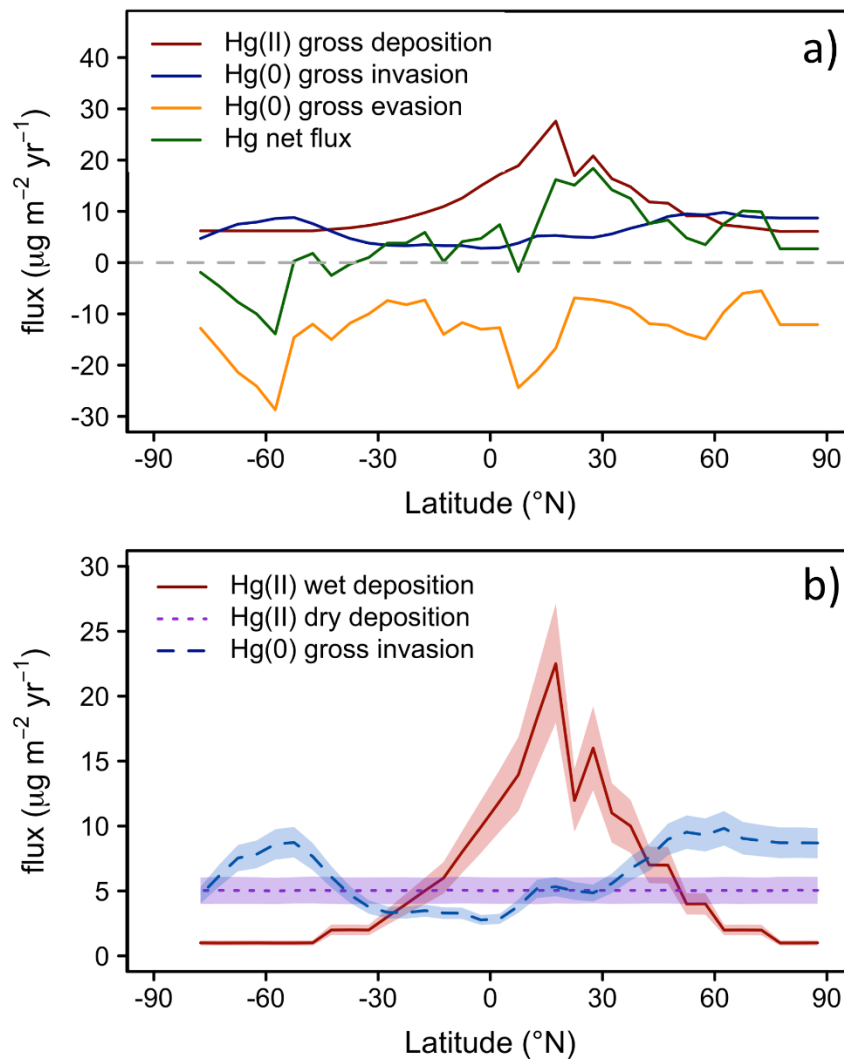 a)
Hg(II) gross deposition
Hg(0) gross invasion
Hg(0) gross evasion
Hg net flux
flux (µg m⁻² yr⁻¹)
40
30
20
10
0
-10
-20
-30
-90 -60 -30 0 30 60 90
Latitude (°N)
b)
Hg(II) wet deposition
Hg(II) dry deposition
Hg(0) gross invasion
flux (µg m⁻² yr⁻¹)
30
25
20
15
10
5
0
-90 -60 -30 0 30 60 90
Latitude (°N)